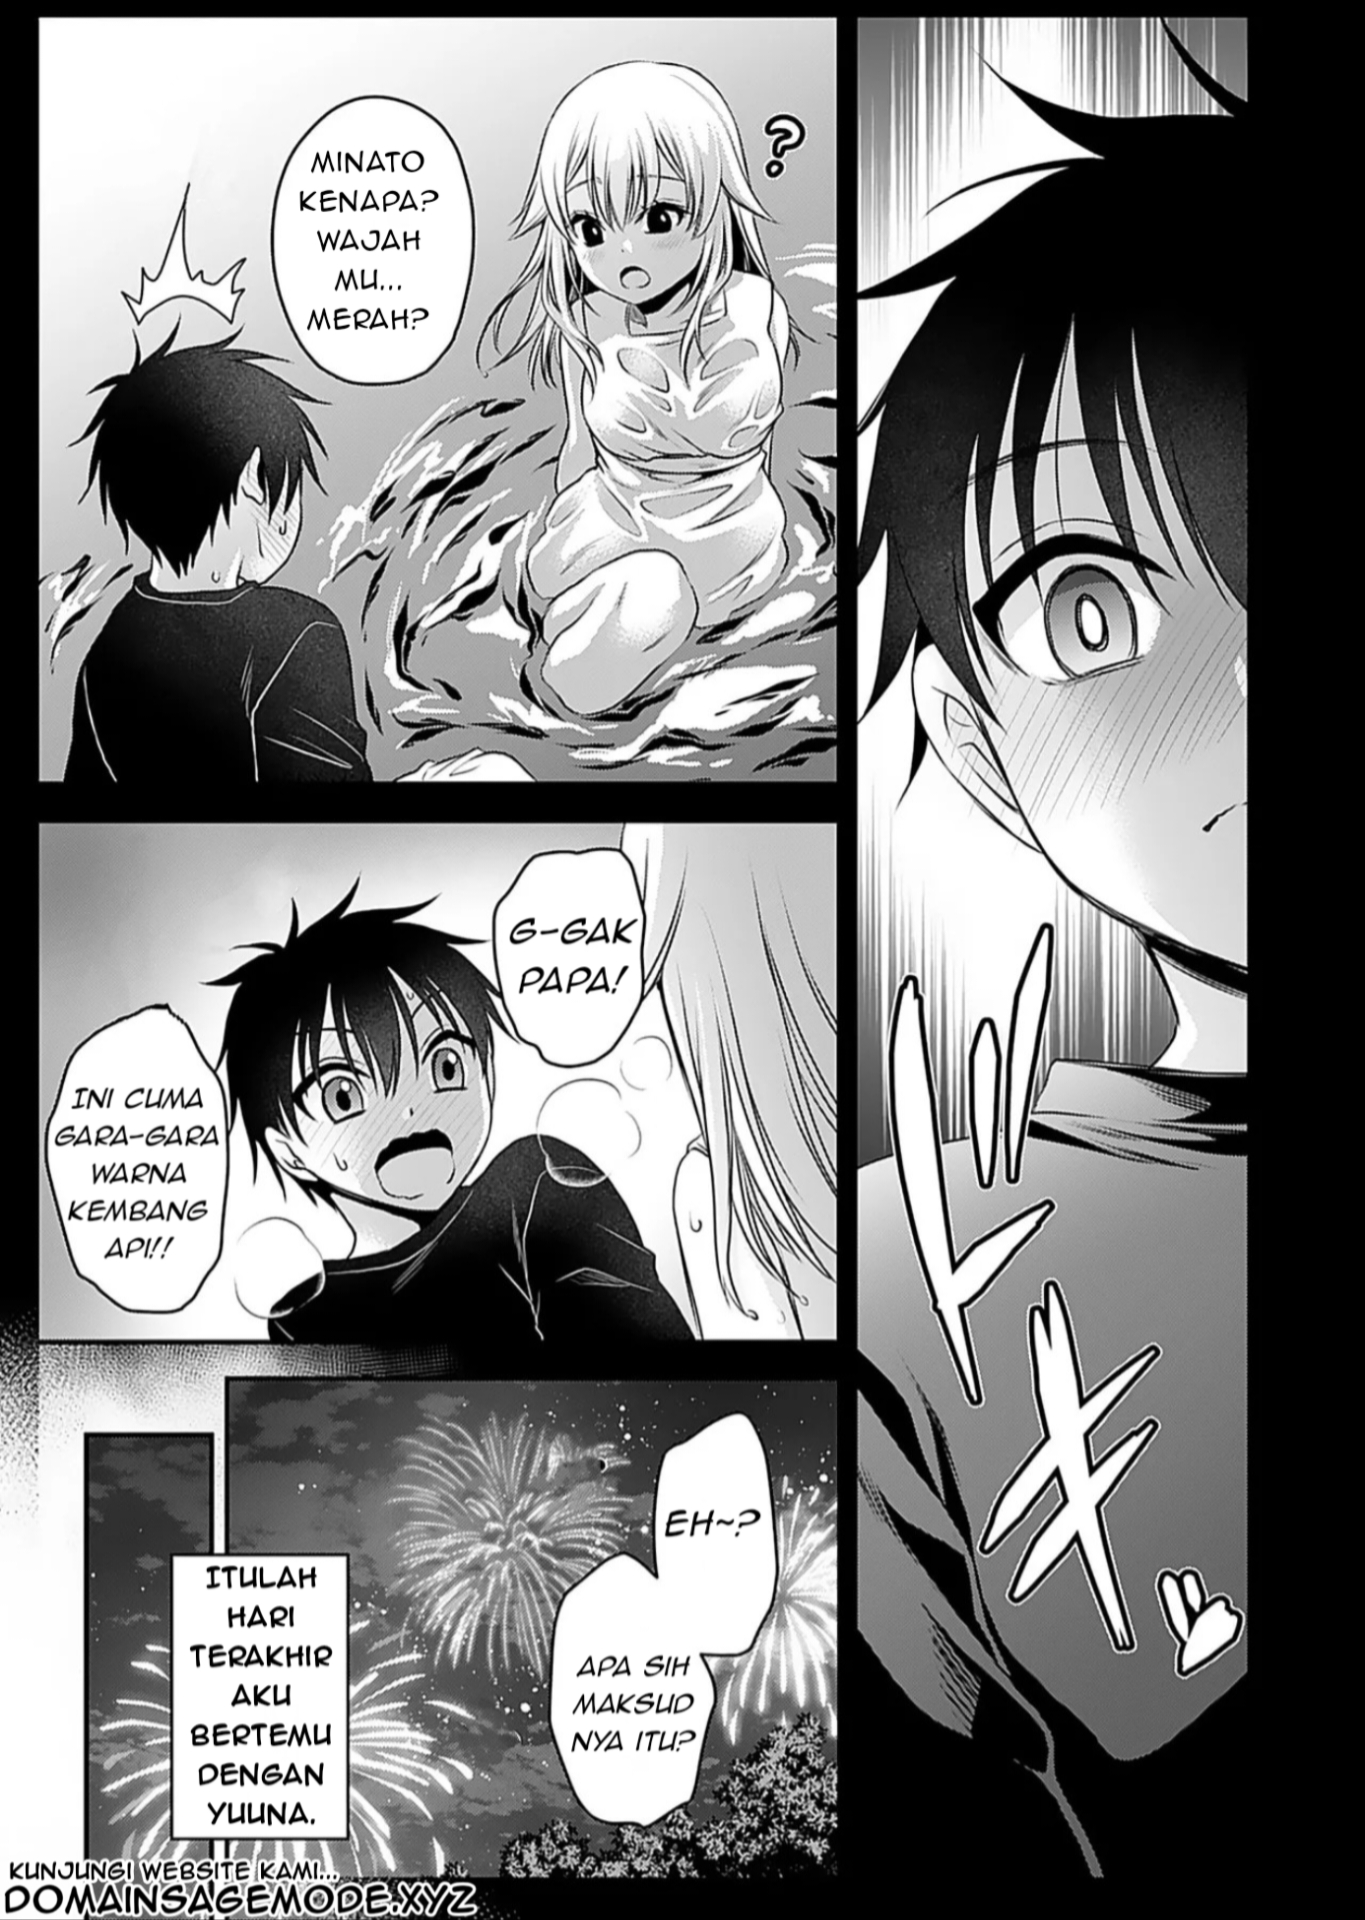 ドキッ
MINATO
KENAPA?
WAJAH
MU...
MERAH?
?
G-GAK
PAPA!
INI CUMA
GARA-GARA
WARNA
KEMBANG
API!!
EH~?
APA SIH
MAKSUD
NYA ITU?
ITULAH
HARI
TERAKHIR
AKU
BERTEMU
DENGAN
YUUNA.
KUNJUNGI WEBSITE KAMI...
DOMAINSAGEMODE.XYZ